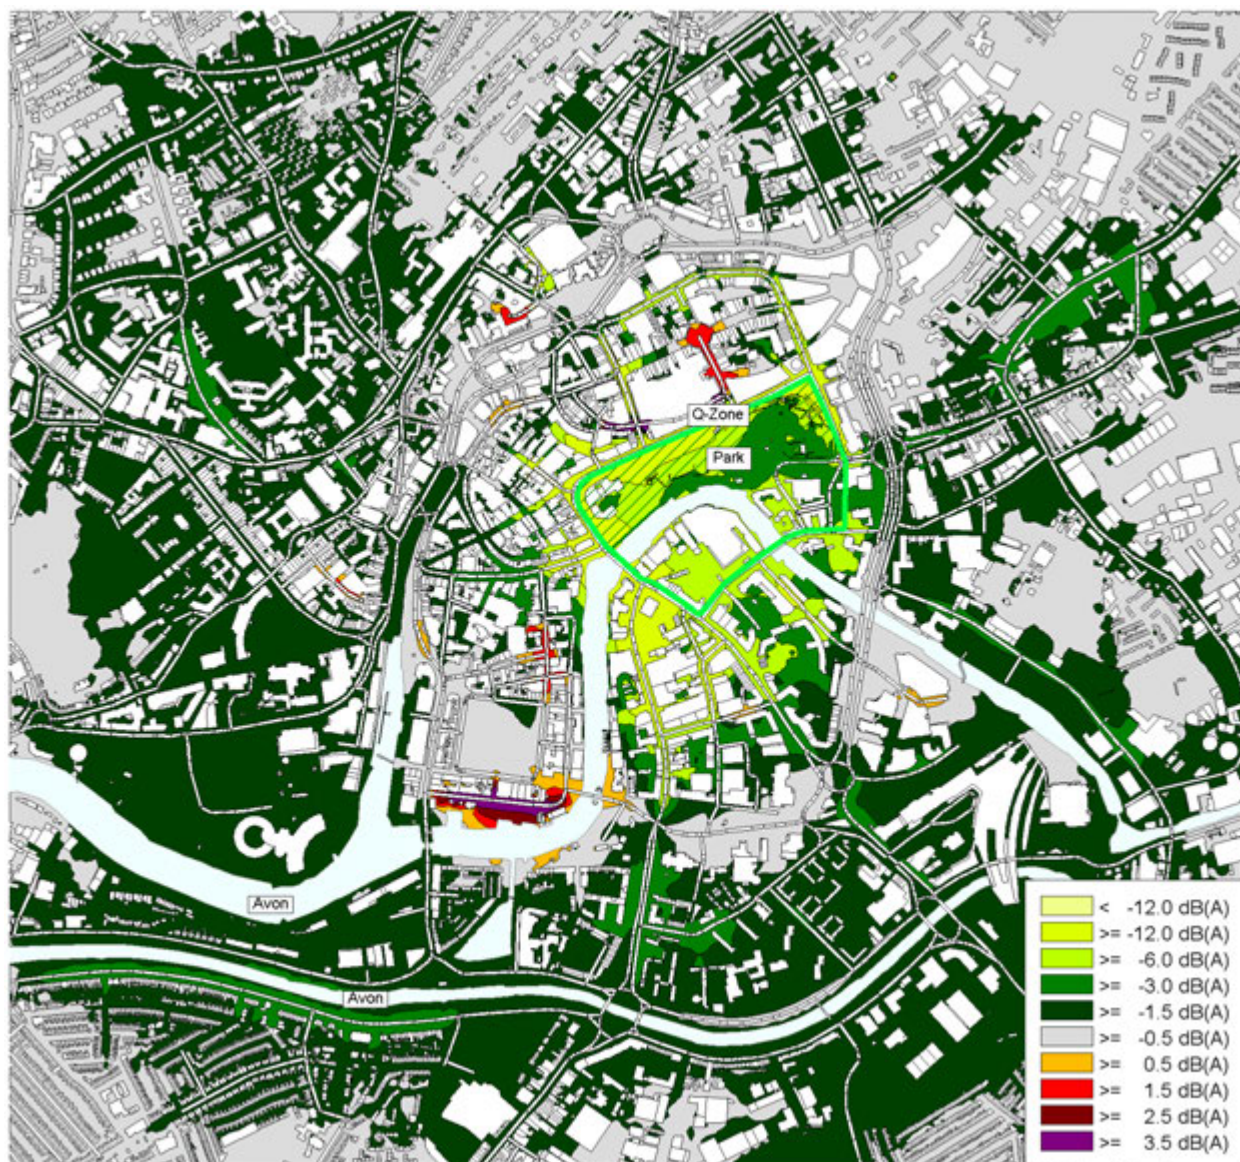 Q-Zone
Park
Avon
Avon
< -12.0 dB(A)
>= -12.0 dB(A)
>= -6.0 dB(A)
>= -3.0 dB(A)
>= -1.5 dB(A)
>= -0.5 dB(A)
>= 0.5 dB(A)
>= 1.5 dB(A)
>= 2.5 dB(A)
>= 3.5 dB(A)